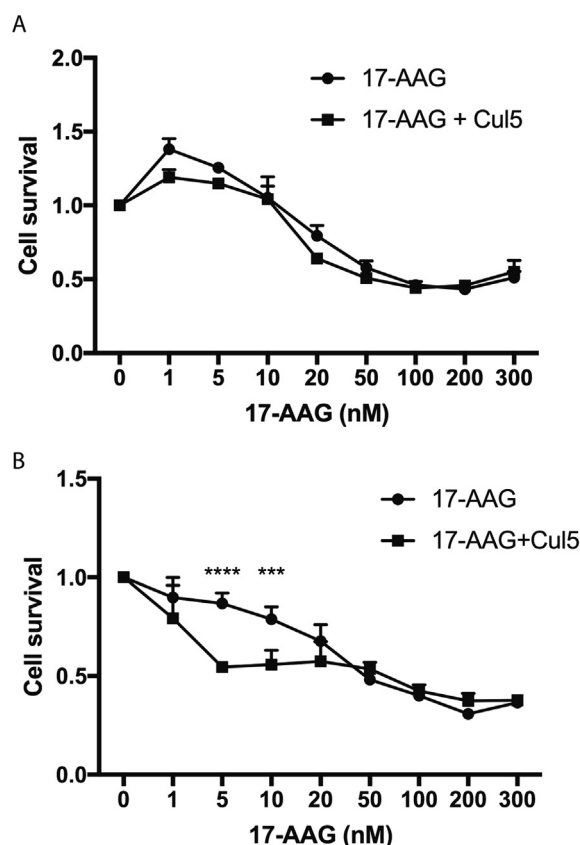 A
2.0
1.5
1.0
0.5
0.0
Cell survival
17-AAG
17-AAG + Cul5
0 1 5 10 20 50 100 200 300
17-AAG (nM)
B
1.5
1.0
0.5
0.0
Cell survival
17-AAG
17-AAG+Cul5
**** ***
0 1 5 10 20 50 100 200 300
17-AAG (nM)